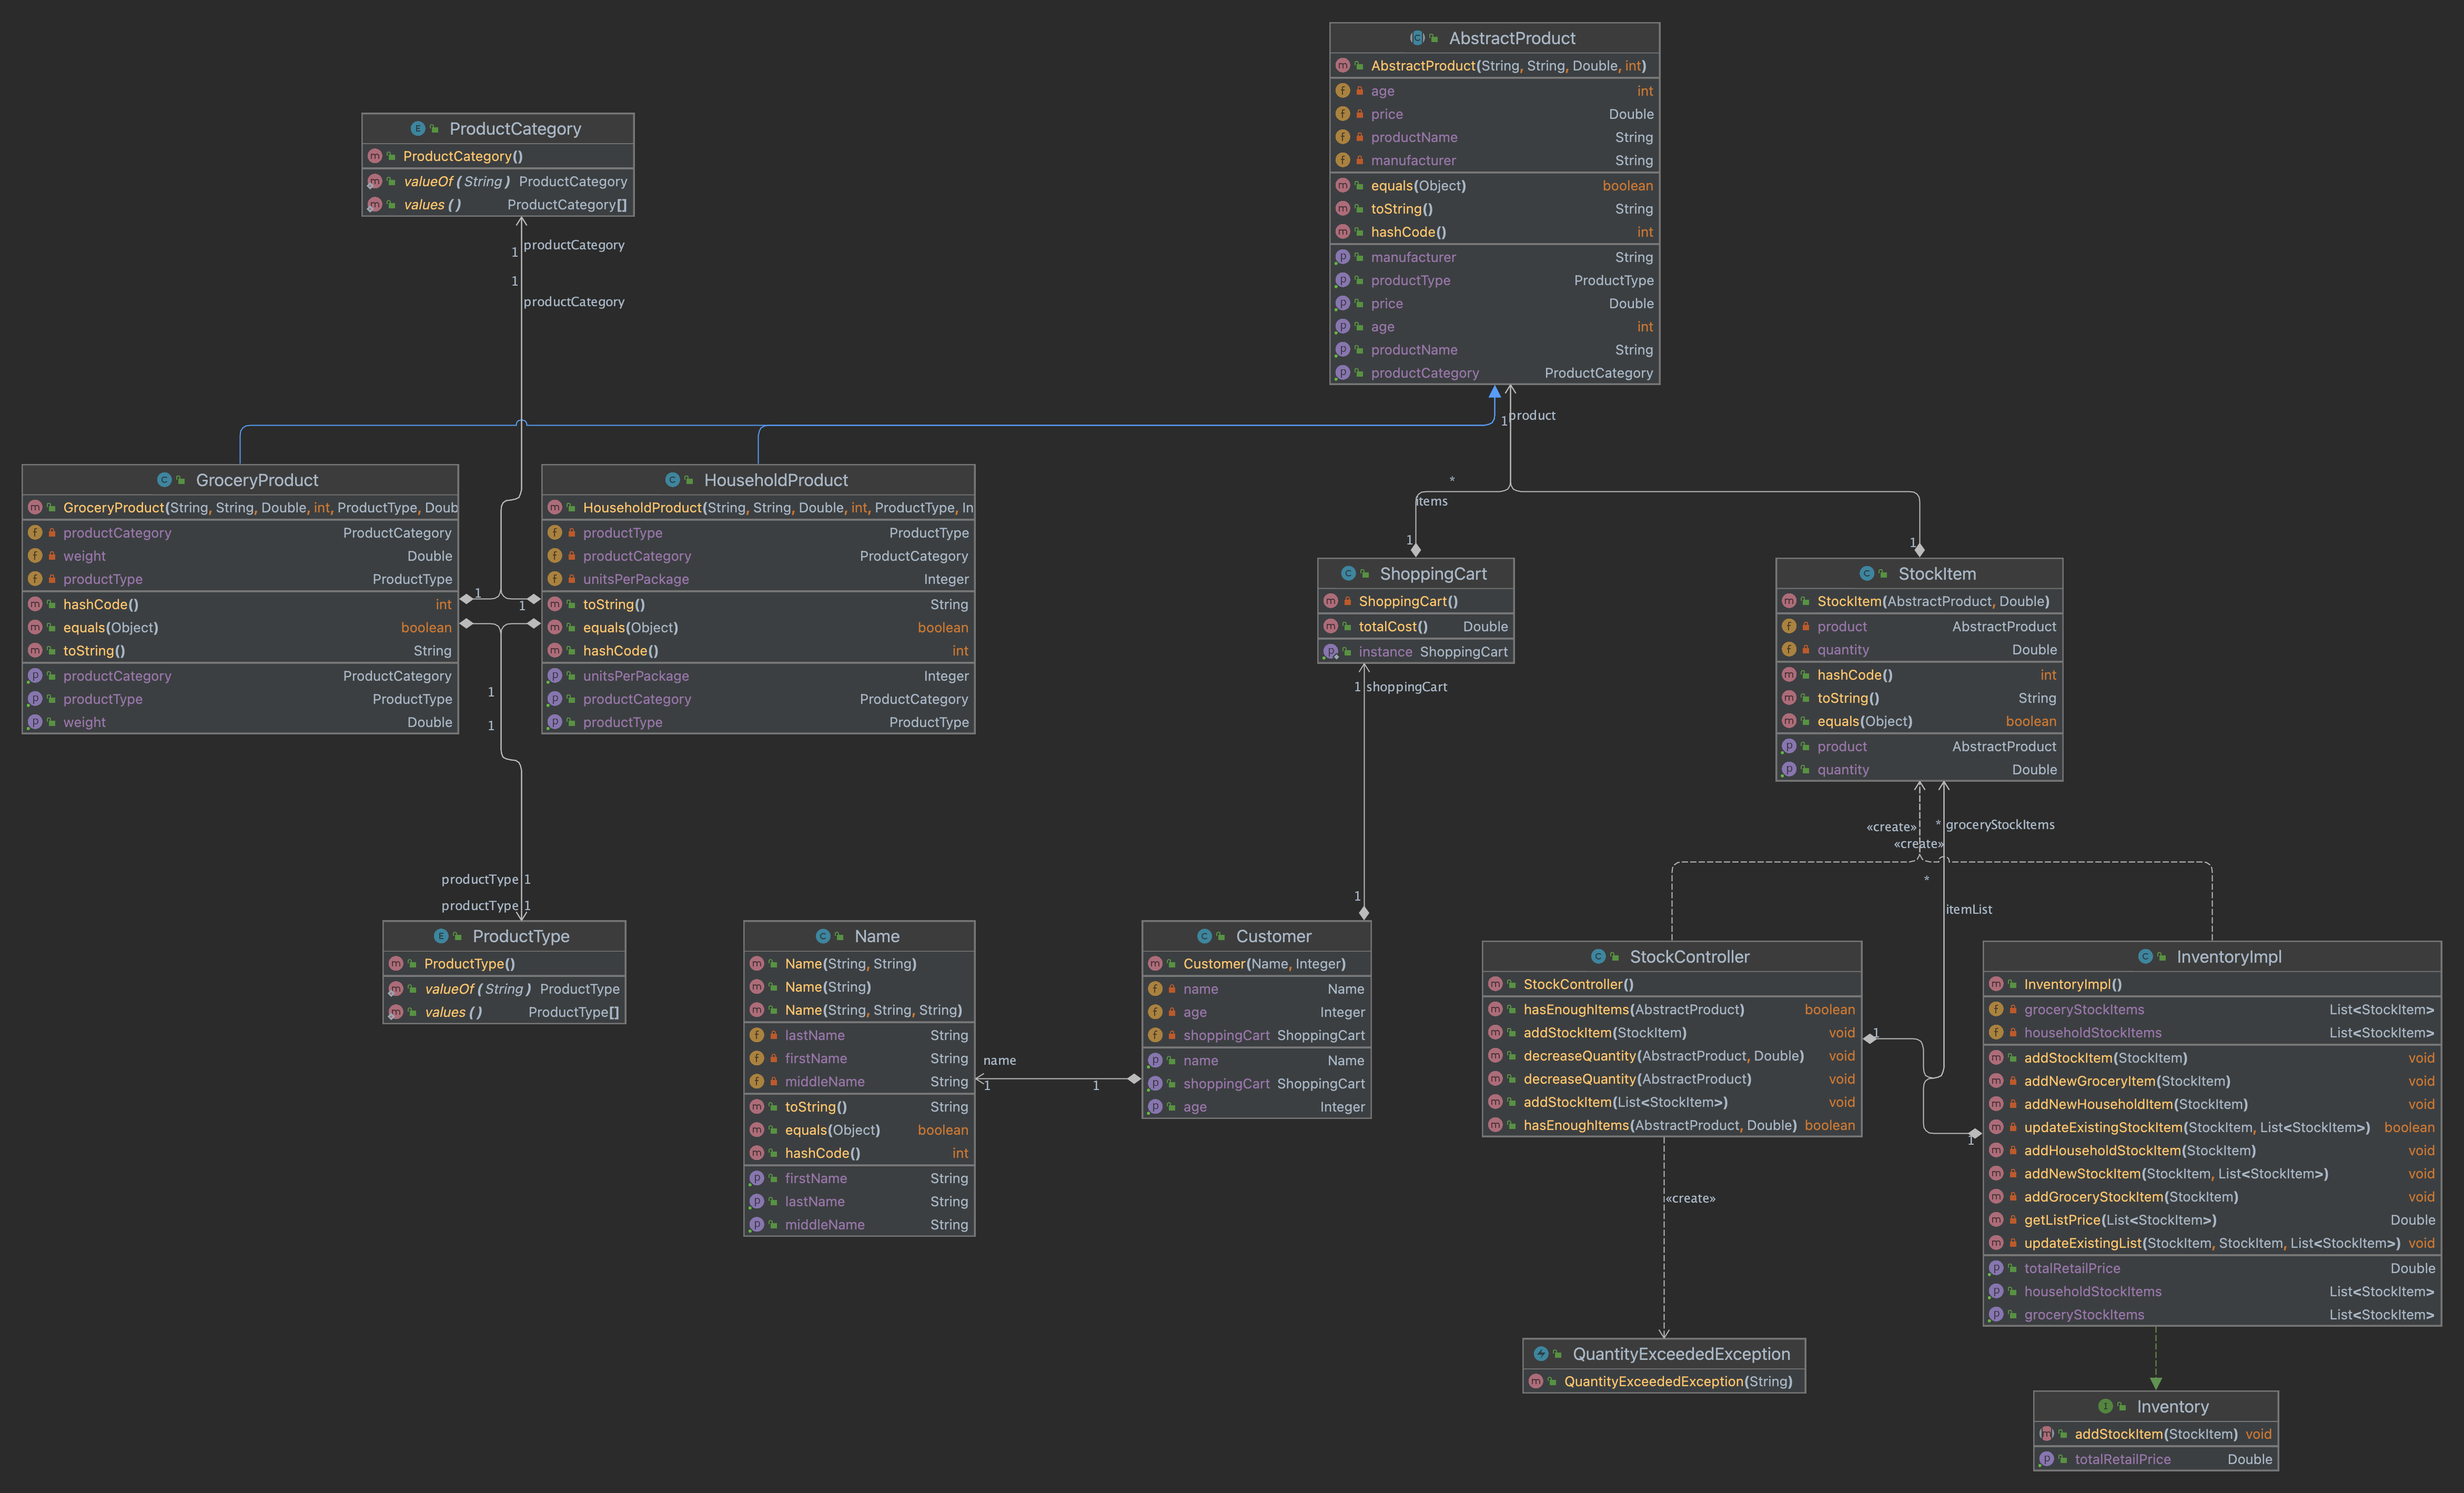 AbstractProduct
AbstractProduct(String, String, Double, int)
age int
price Double
productName String
manufacturer String
equals(Object) boolean
toString() String
hashCode() int
manufacturer String
productType ProductType
price Double
age int
productName String
productCategory ProductCategory
ProductCategory
ProductCategory()
valueOf(String) ProductCategory
values() ProductCategory[]
productCategory
1
1
productCategory
1
product
*
items
1
1
GroceryProduct
GroceryProduct(String, String, Double, int, ProductType, Doub
productCategory ProductCategory
weight Double
productType ProductType
hashCode() int
equals(Object) boolean
toString() String
productCategory ProductCategory
productType ProductType
weight Double
1
1
1
1
HouseholdProduct
HouseholdProduct(String, String, Double, int, ProductType, In
productType ProductType
productCategory ProductCategory
unitsPerPackage Integer
toString() String
equals(Object) boolean
hashCode() int
unitsPerPackage Integer
productCategory ProductCategory
productType ProductType
ShoppingCart
ShoppingCart()
totalCost() Double
instance ShoppingCart
1 shoppingCart
1
StockItem
StockItem(AbstractProduct, Double)
product AbstractProduct
quantity Double
hashCode() int
toString() String
equals(Object) boolean
product AbstractProduct
quantity Double
«create»
* groceryStockItems
«create»
*
itemList
productType 1
productType 1
ProductType
ProductType()
valueOf(String) ProductType
values() ProductType[]
Name
Name(String, String)
Name(String)
Name(String, String, String)
lastName String
firstName String
middleName String
toString() String
equals(Object) boolean
hashCode() int
firstName String
lastName String
middleName String
name
1
1
Customer
Customer(Name, Integer)
name Name
age Integer
shoppingCart ShoppingCart
name Name
shoppingCart ShoppingCart
age Integer
StockController
StockController()
hasEnoughItems(AbstractProduct) boolean
addStockItem(StockItem) void
decreaseQuantity(AbstractProduct, Double) void
decreaseQuantity(AbstractProduct) void
addStockItem(List<StockItem>) void
hasEnoughItems(AbstractProduct, Double) boolean
1
1
InventoryImpl
InventoryImpl()
groceryStockItems List<StockItem>
householdStockItems List<StockItem>
addStockItem(StockItem) void
addNewGroceryItem(StockItem) void
addNewHouseholdItem(StockItem) void
updateExistingStockItem(StockItem, List<StockItem>) boolean
addHouseholdStockItem(StockItem) void
addNewStockItem(StockItem, List<StockItem>) void
addGroceryStockItem(StockItem) void
getListPrice(List<StockItem>) Double
updateExistingList(StockItem, StockItem, List<StockItem>) void
totalRetailPrice Double
householdStockItems List<StockItem>
groceryStockItems List<StockItem>
«create»
QuantityExceededException
QuantityExceededException(String)
Inventory
addStockItem(StockItem) void
totalRetailPrice Double